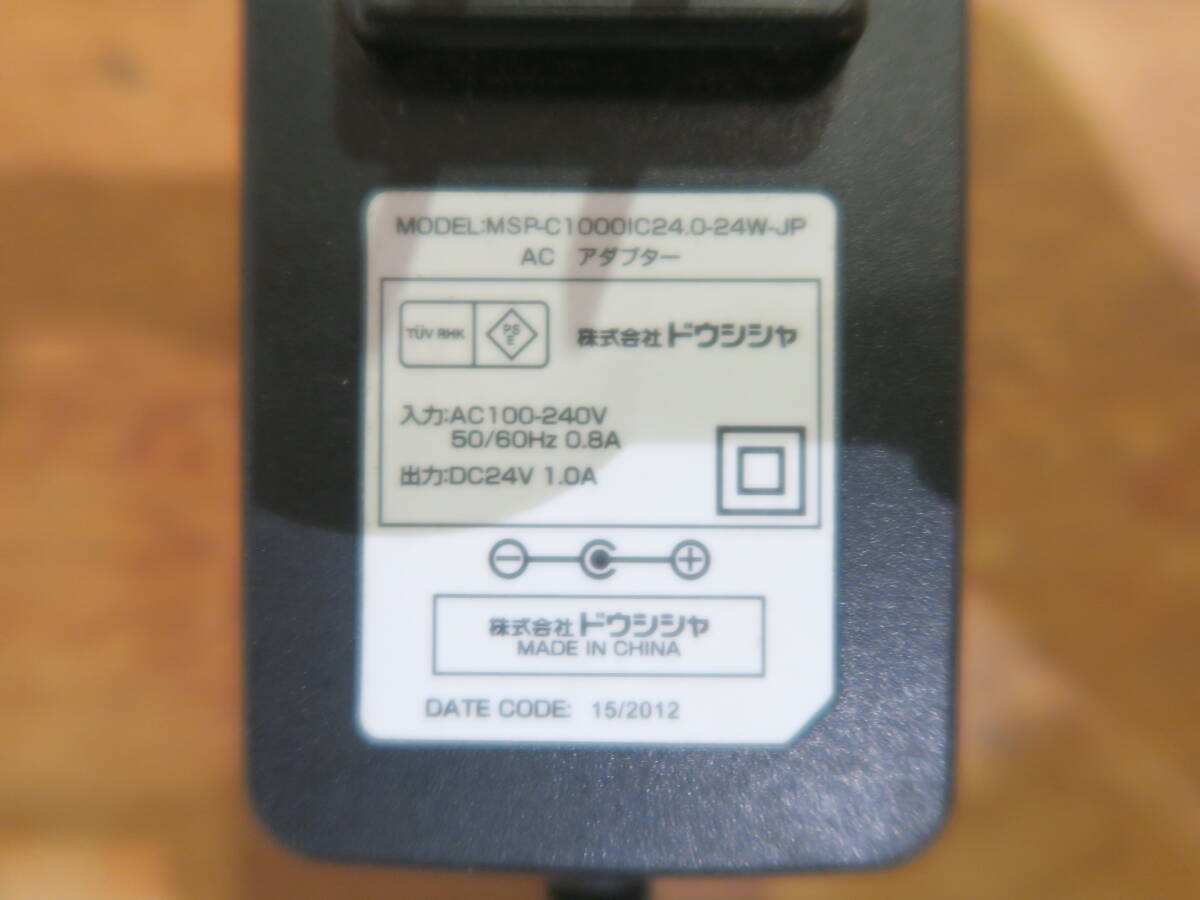 MODEL:MSP-C1000IC24.0-24W-JP
AC アダプター
TÜV RHK
PS
E
株式会社 ドウシシャ
入力:AC100-240V
50/60Hz 0.8A
出力:DC24V 1.0A
株式会社 ドウシシャ
MADE IN CHINA
DATE CODE: 15/2012